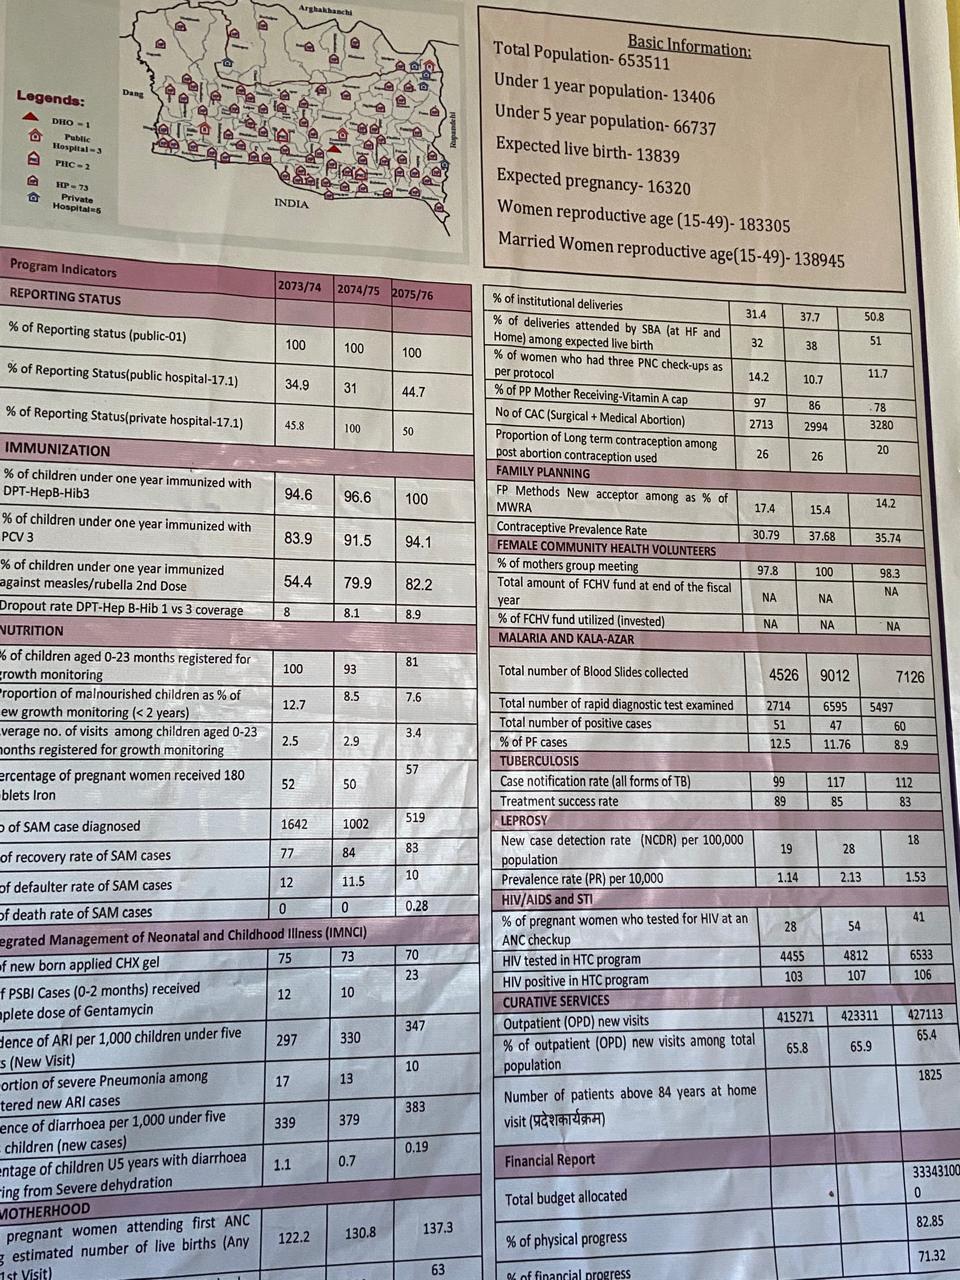 Arghakhanchi
Dang
Rupandehi
INDIA
Legends:
DHO = 1
Public
Hospital=3
PHC = 2
HP = 73
Private
Hospital=6
Basic Information:
Total Population- 653511
Under 1 year population- 13406
Under 5 year population- 66737
Expected live birth- 13839
Expected pregnancy- 16320
Women reproductive age (15-49)- 183305
Married Women reproductive age(15-49)- 138945
Program Indicators 2073/74 2074/75 2075/76
REPORTING STATUS
% of Reporting status (public-01) 100 100 100
% of Reporting Status(public hospital-17.1) 34.9 31 44.7
% of Reporting Status(private hospital-17.1) 45.8 100 50
IMMUNIZATION
% of children under one year immunized with
DPT-HepB-Hib3 94.6 96.6 100
% of children under one year immunized with
PCV 3 83.9 91.5 94.1
% of children under one year immunized
against measles/rubella 2nd Dose 54.4 79.9 82.2
Dropout rate DPT-Hep B-Hib 1 vs 3 coverage 8 8.1 8.9
NUTRITION
% of children aged 0-23 months registered for
growth monitoring 100 93 81
Proportion of malnourished children as % of
ew growth monitoring (< 2 years) 12.7 8.5 7.6
verage no. of visits among children aged 0-23
onths registered for growth monitoring 2.5 2.9 3.4
ercentage of pregnant women received 180
blets Iron 52 50 57
o of SAM case diagnosed 1642 1002 519
of recovery rate of SAM cases 77 84 83
of defaulter rate of SAM cases 12 11.5 10
of death rate of SAM cases 0 0 0.28
egrated Management of Neonatal and Childhood Illness (IMNCI)
of new born applied CHX gel 75 73 70
f PSBI Cases (0-2 months) received
mplete dose of Gentamycin 12 10 23
dence of ARI per 1,000 children under five
s (New Visit) 297 330 347
ortion of severe Pneumonia among
tered new ARI cases 17 13 10
ence of diarrhoea per 1,000 under five
children (new cases) 339 379 383
entage of children U5 years with diarrhoea
ring from Severe dehydration 1.1 0.7 0.19
MOTHERHOOD
pregnant women attending first ANC
g estimated number of live births (Any
1st Visit) 122.2 130.8 137.3
63
% of institutional deliveries 31.4 37.7 50.8
% of deliveries attended by SBA (at HF and
Home) among expected live birth 32 38 51
% of women who had three PNC check-ups as
per protocol 14.2 10.7 11.7
% of PP Mother Receiving-Vitamin A cap 97 86 78
No of CAC (Surgical + Medical Abortion) 2713 2994 3280
Proportion of Long term contraception among
post abortion contraception used 26 26 20
FAMILY PLANNING
FP Methods New acceptor among as % of
MWRA 17.4 15.4 14.2
Contraceptive Prevalence Rate 30.79 37.68 35.74
FEMALE COMMUNITY HEALTH VOLUNTEERS
% of mothers group meeting 97.8 100 98.3
Total amount of FCHV fund at end of the fiscal
year NA NA NA
% of FCHV fund utilized (invested) NA NA NA
MALARIA AND KALA-AZAR
Total number of Blood Slides collected 4526 9012 7126
Total number of rapid diagnostic test examined 2714 6595 5497
Total number of positive cases 51 47 60
% of PF cases 12.5 11.76 8.9
TUBERCULOSIS
Case notification rate (all forms of TB) 99 117 112
Treatment success rate 89 85 83
LEPROSY
New case detection rate (NCDR) per 100,000
population 19 28 18
Prevalence rate (PR) per 10,000 1.14 2.13 1.53
HIV/AIDS and STI
% of pregnant women who tested for HIV at an
ANC checkup 28 54 41
HIV tested in HTC program 4455 4812 6533
HIV positive in HTC program 103 107 106
CURATIVE SERVICES
Outpatient (OPD) new visits 415271 423311 427113
% of outpatient (OPD) new visits among total
population 65.8 65.9 65.4
Number of patients above 84 years at home
visit (प्रदेशकार्यक्रम) 1825
Financial Report
Total budget allocated 33343100
0
% of physical progress 82.85
% of financial progress 71.32